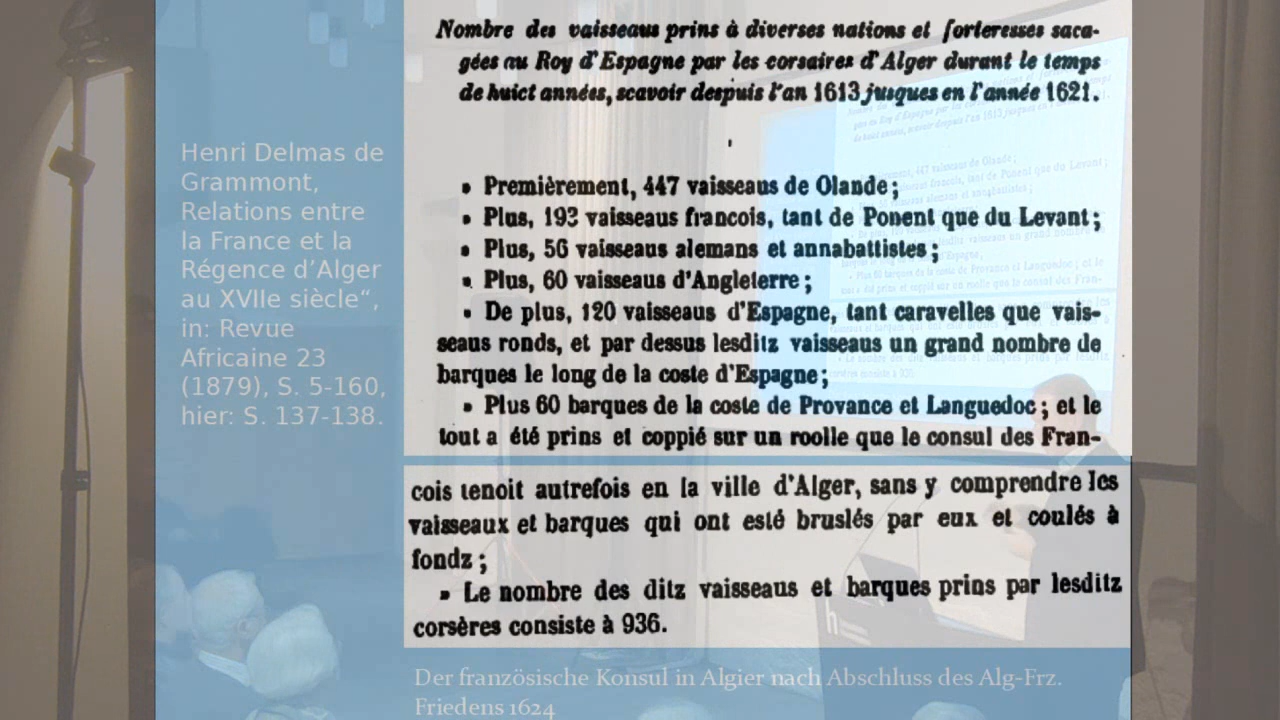 Henri Delmas de
Grammont,
Relations entre
la France et la
Régence d’Alger
au XVIIe siècle“,
in: Revue
Africaine 23
(1879), S. 5-160,
hier: S. 137-138.
Nombre des vaisseaus prins à diverses nations et forteresses saca-
gées au Roy d'Espagne par les corsaires d'Alger durant le temps
de huict années, scavoir despuis l'an 1613 jusques en l'année 1621.
» Premièrement, 447 vaisseaus de Olande ;
» Plus, 193 vaisseaus francois, tant de Ponent que du Levant ;
» Plus, 56 vaisseaus alemans et annabattistes ;
» Plus, 60 vaisseaus d'Angleterre ;
» De plus, 120 vaisseaus d'Espagne, tant caravelles que vais-
seaus ronds, et par dessus lesditz vaisseaus un grand nombre de
barques le long de la coste d'Espagne ;
» Plus 60 barques de la coste de Provance et Languedoc ; et le
tout a été prins et coppié sur un roolle que le consul des Fran-
cois tenoit autrefois en la ville d'Alger, sans y comprendre les
vaisseaux et barques qui ont esté bruslés par eux et coulés à
fondz ;
» Le nombre des ditz vaisseaus et barques prins par lesditz
corsères consiste à 936.
Der französische Konsul in Algier nach Abschluss des Alg-Frz.
Friedens 1624